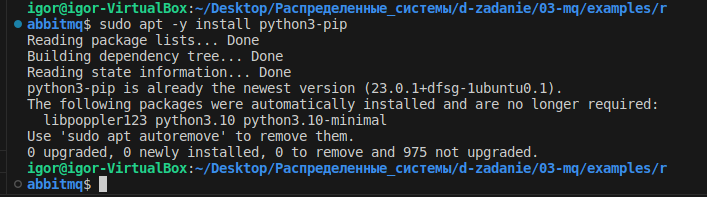 igor@igor-VirtualBox:~/Desktop/Распределенные_системы/d-zadanie/03-mq/examples/r
abbitmq$ sudo apt -y install python3-pip
Reading package lists... Done
Building dependency tree... Done
Reading state information... Done
python3-pip is already the newest version (23.0.1+dfsg-1ubuntu0.1).
The following packages were automatically installed and are no longer required:
  libpoppler123 python3.10 python3.10-minimal
Use 'sudo apt autoremove' to remove them.
0 upgraded, 0 newly installed, 0 to remove and 975 not upgraded.
igor@igor-VirtualBox:~/Desktop/Распределенные_системы/d-zadanie/03-mq/examples/r
abbitmq$